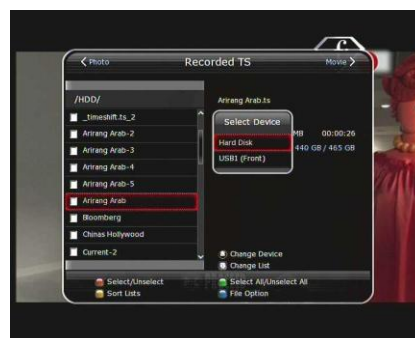 Photo
Recorded TS
Movie
/HDD/
_timeshift.ts_2
Arirang Arab-2
Arirang Arab-3
Arirang Arab-4
Arirang Arab-5
Arirang Arab
Bloomberg
Chinas Hollywood
Current-2
Arirang Arab.ts
Select Device
Hard Disk
USB1 (Front)
MB 00:00:26
440 GB / 465 GB
Change Device
Change List
Select/Unselect
Select All/Unselect All
Sort Lists
File Option